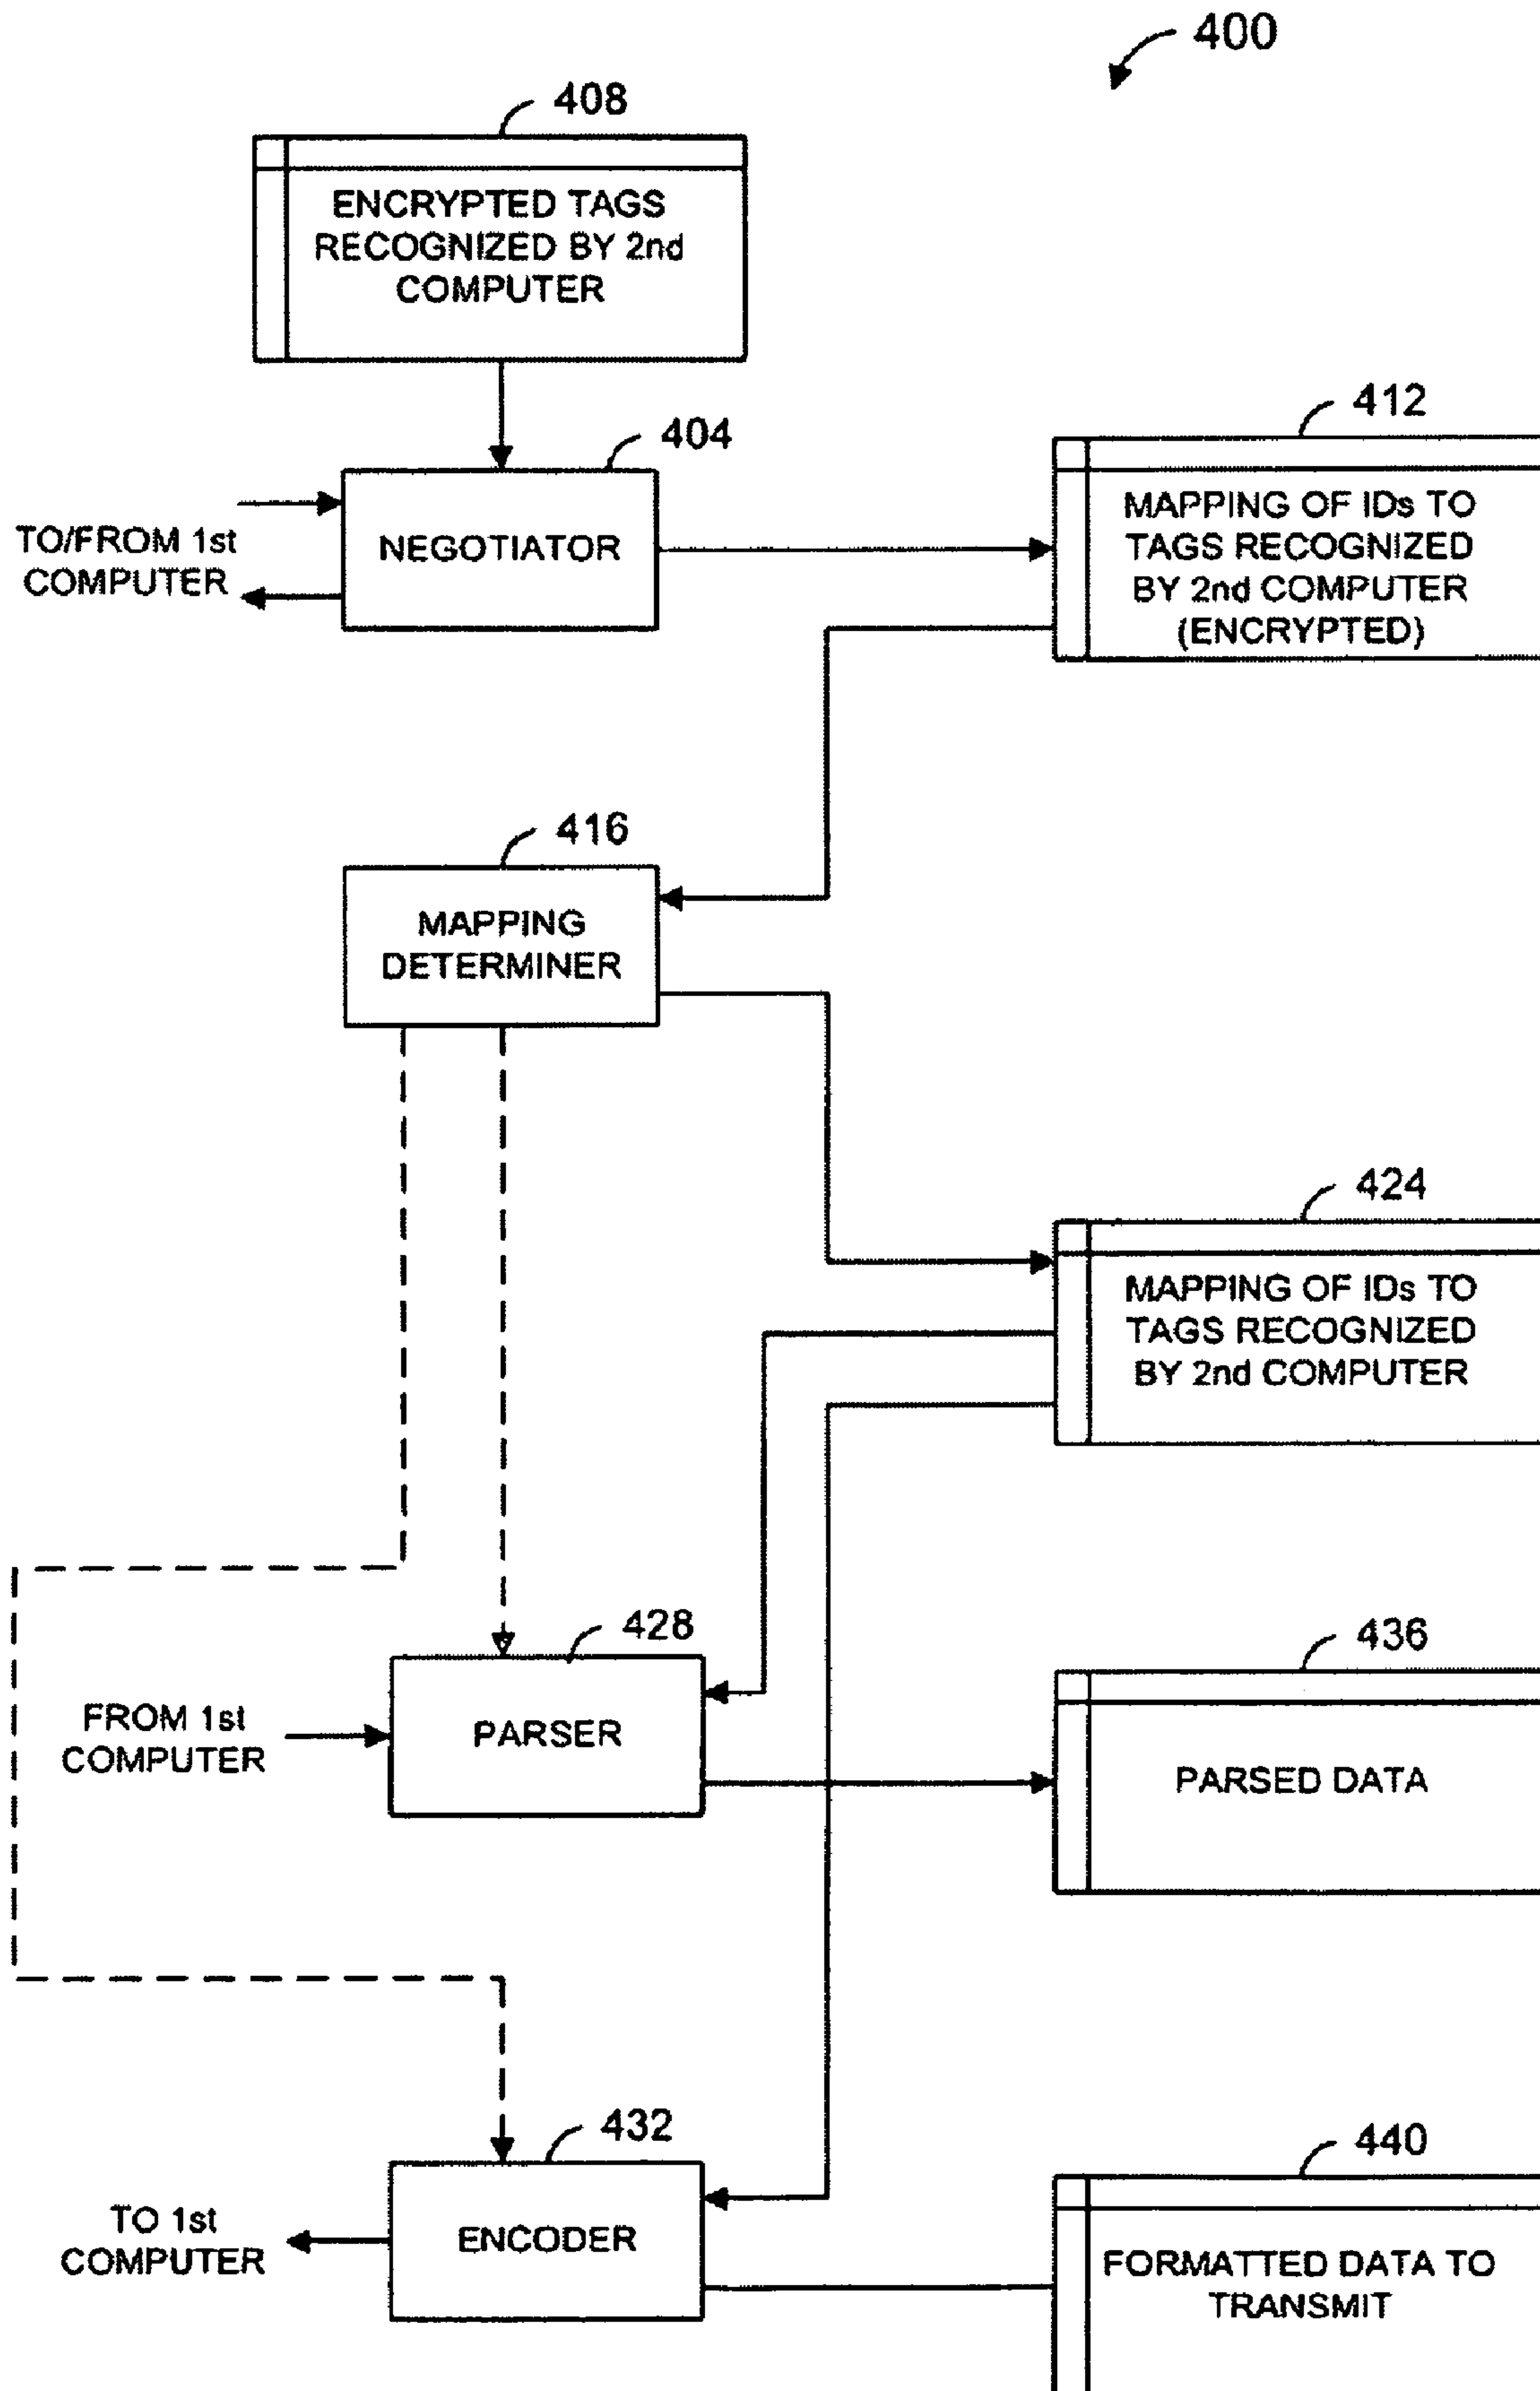 400
408
ENCRYPTED TAGS
RECOGNIZED BY 2nd
COMPUTER
404
412
TO/FROM 1st
COMPUTER
NEGOTIATOR
MAPPING OF IDs TO
TAGS RECOGNIZED
BY 2nd COMPUTER
(ENCRYPTED)
416
MAPPING
DETERMINER
424
MAPPING OF IDs TO
TAGS RECOGNIZED
BY 2nd COMPUTER
428
436
FROM 1st
COMPUTER
PARSER
PARSED DATA
432
440
TO 1st
COMPUTER
ENCODER
FORMATTED DATA TO
TRANSMIT